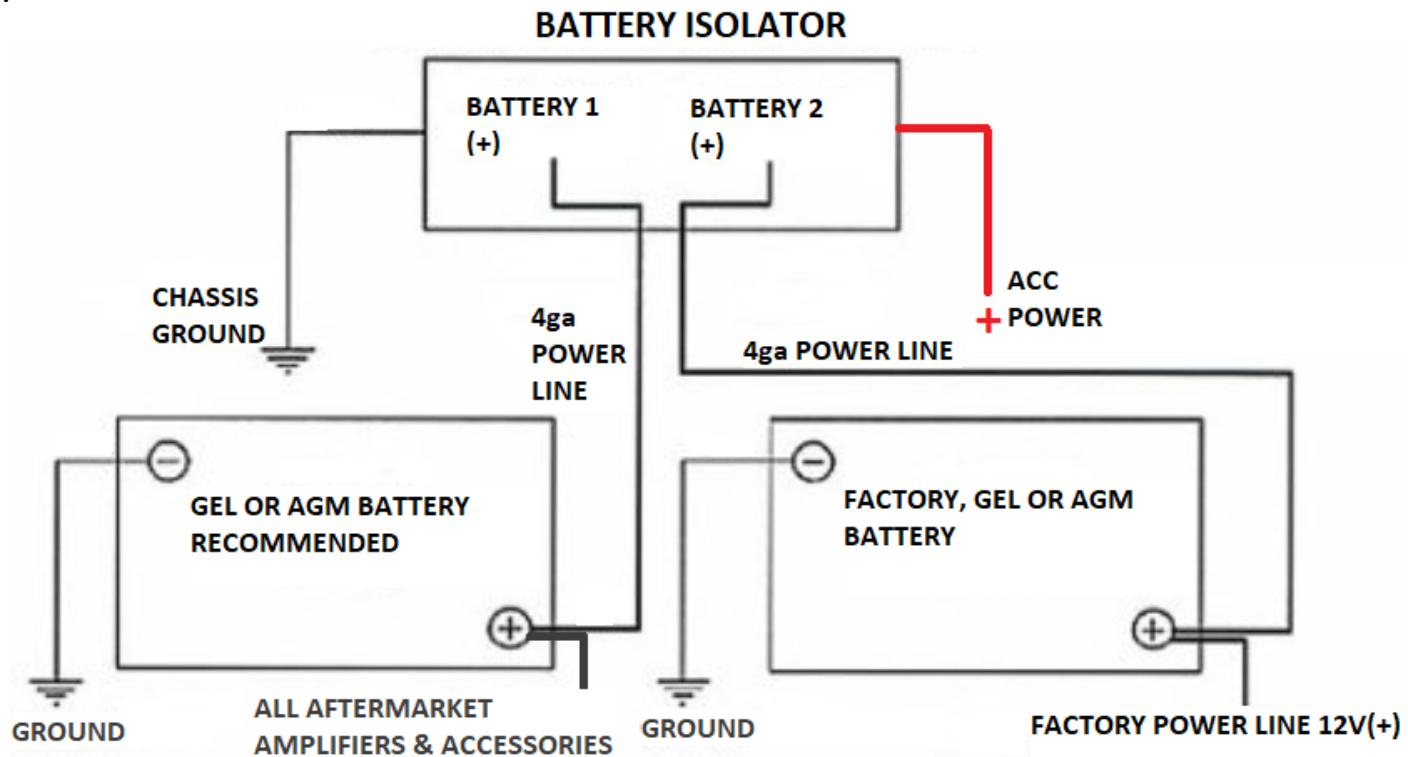 BATTERY ISOLATOR
BATTERY 1
(+)
BATTERY 2
(+)
CHASSIS
GROUND
4ga
POWER
LINE
ACC
+ POWER
4ga POWER LINE
GEL OR AGM BATTERY
RECOMMENDED
FACTORY, GEL OR AGM
BATTERY
GROUND
ALL AFTERMARKET
AMPLIFIERS & ACCESSORIES
GROUND
FACTORY POWER LINE 12V(+)